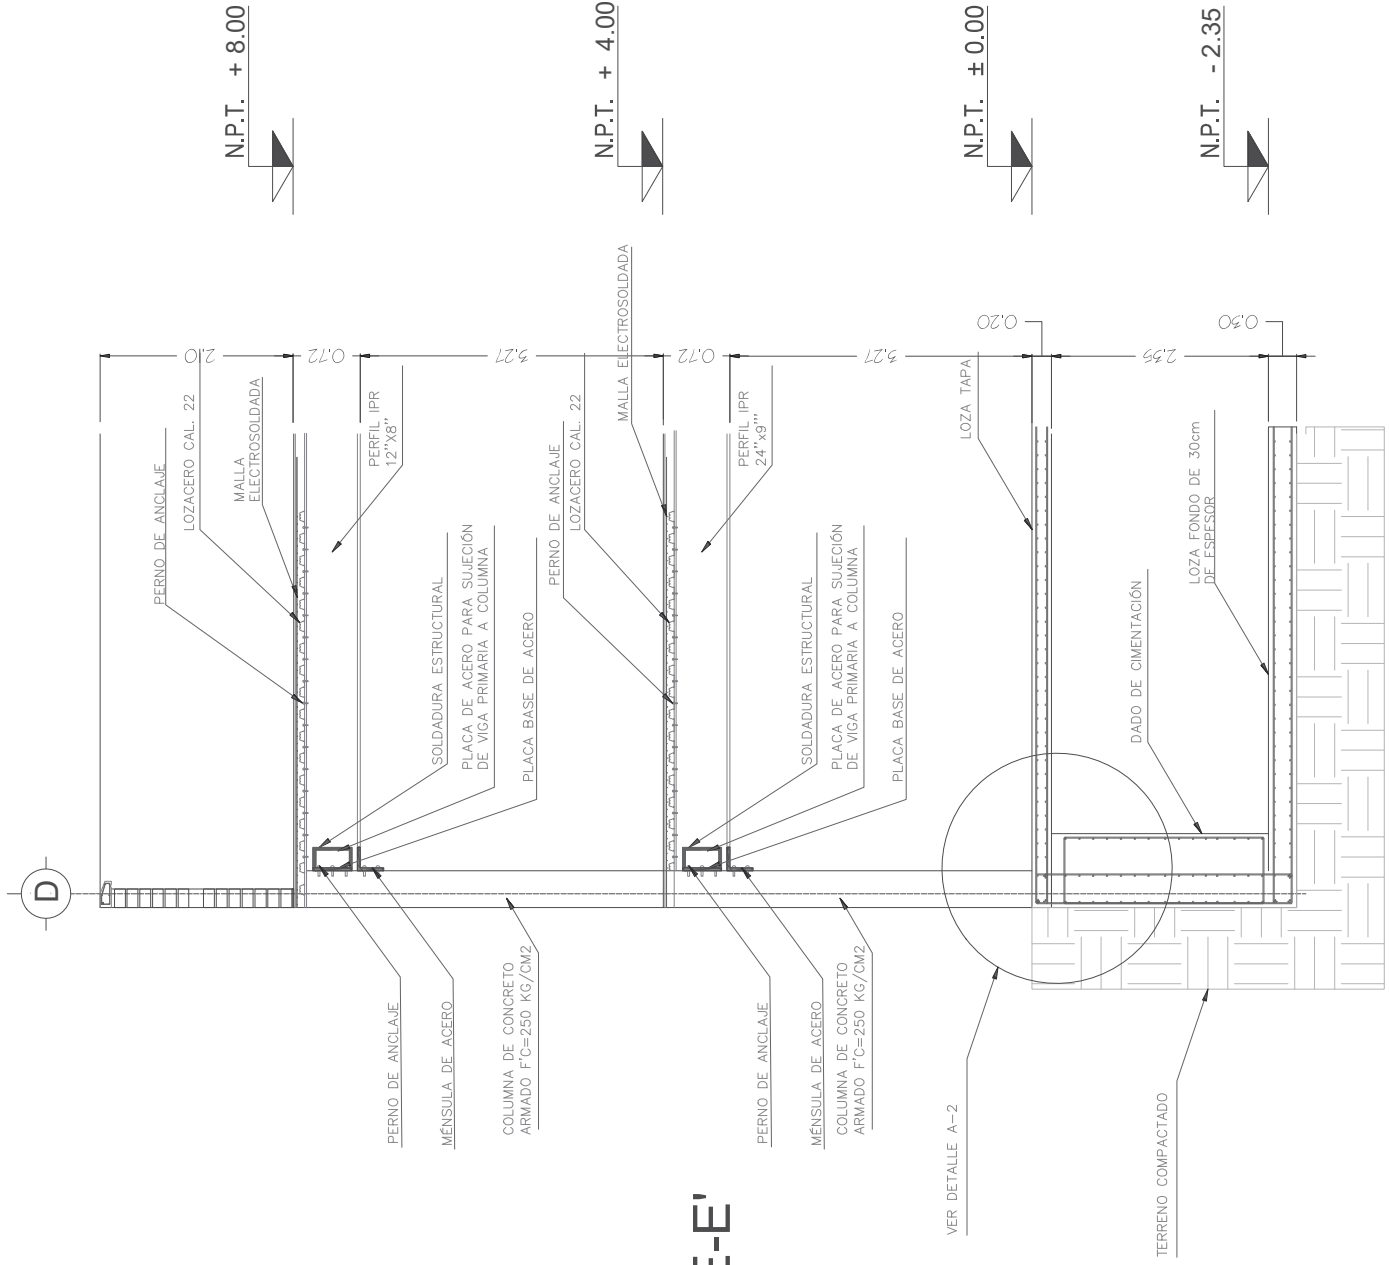 D
N.P.T. + 8.00
N.P.T. + 4.00
N.P.T. ± 0.00
N.P.T. - 2.35
2.10
0.72
3.27
0.72
3.27
0.20
2.35
0.30
PERNO DE ANCLAJE
LOZACERO CAL. 22
MALLA
ELECTROSOLDADA
PERFIL IPR
12"X8"
SOLDADURA ESTRUCTURAL
PLACA DE ACERO PARA SUJECIÓN
DE VIGA PRIMARIA A COLUMNA
PLACA BASE DE ACERO
PERNO DE ANCLAJE
MÉNSULA DE ACERO
COLUMNA DE CONCRETO
ARMADO F'C=250 KG/CM2
PERNO DE ANCLAJE
LOZACERO CAL. 22
MALLA ELECTROSOLDADA
PERFIL IPR
24"x9""
SOLDADURA ESTRUCTURAL
PLACA DE ACERO PARA SUJECIÓN
DE VIGA PRIMARIA A COLUMNA
PLACA BASE DE ACERO
PERNO DE ANCLAJE
MÉNSULA DE ACERO
COLUMNA DE CONCRETO
ARMADO F'C=250 KG/CM2
LOZA TAPA
DADO DE CIMENTACIÓN
LOZA FONDO DE 30cm
DE ESPESOR
VER DETALLE A-2
TERRENO COMPACTADO
E-E'